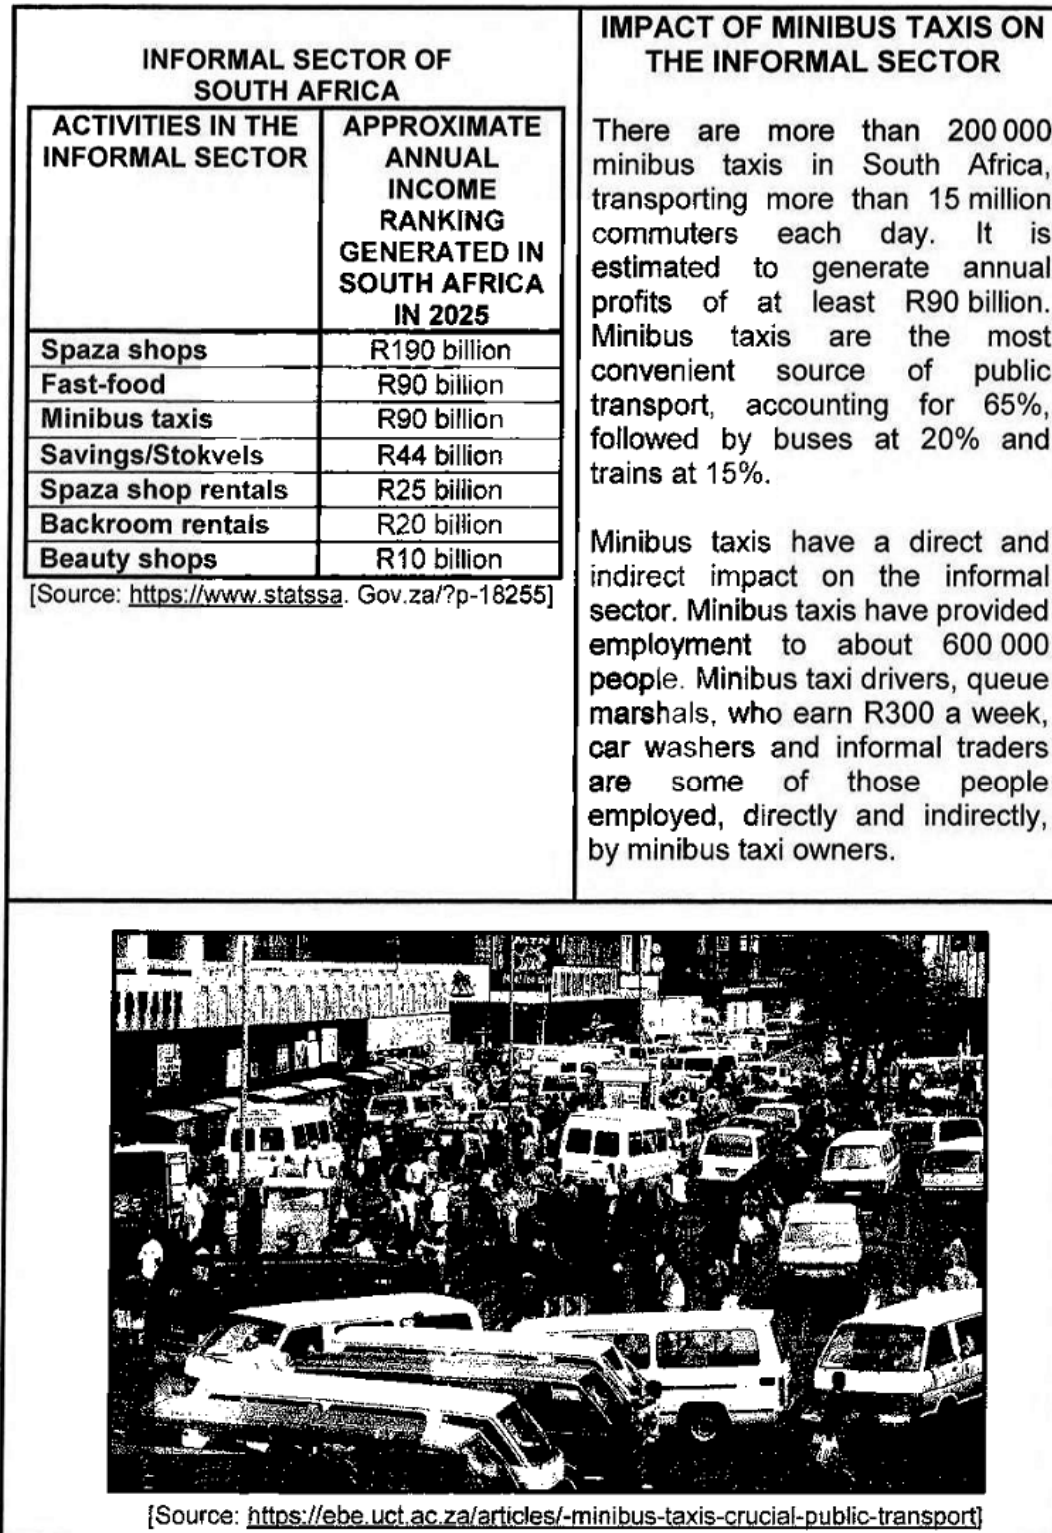 INFORMAL SECTOR OF
SOUTH AFRICA
ACTIVITIES IN THE
INFORMAL SECTOR
APPROXIMATE
ANNUAL
INCOME
RANKING
GENERATED IN
SOUTH AFRICA
IN 2025
Spaza shops R190 billion
Fast-food R90 billion
Minibus taxis R90 billion
Savings/Stokvels R44 billion
Spaza shop rentals R25 billion
Backroom rentals R20 billion
Beauty shops R10 billion
[Source: https://www.statssa. Gov.za/?p-18255]
IMPACT OF MINIBUS TAXIS ON
THE INFORMAL SECTOR
There are more than 200 000
minibus taxis in South Africa,
transporting more than 15 million
commuters each day. It is
estimated to generate annual
profits of at least R90 billion.
Minibus taxis are the most
convenient source of public
transport, accounting for 65%,
followed by buses at 20% and
trains at 15%.
Minibus taxis have a direct and
indirect impact on the informal
sector. Minibus taxis have provided
employment to about 600 000
people. Minibus taxi drivers, queue
marshals, who earn R300 a week,
car washers and informal traders
are some of those people
employed, directly and indirectly,
by minibus taxi owners.
MTN
[Source: https://ebe.uct.ac.za/articles/-minibus-taxis-crucial-public-transport]